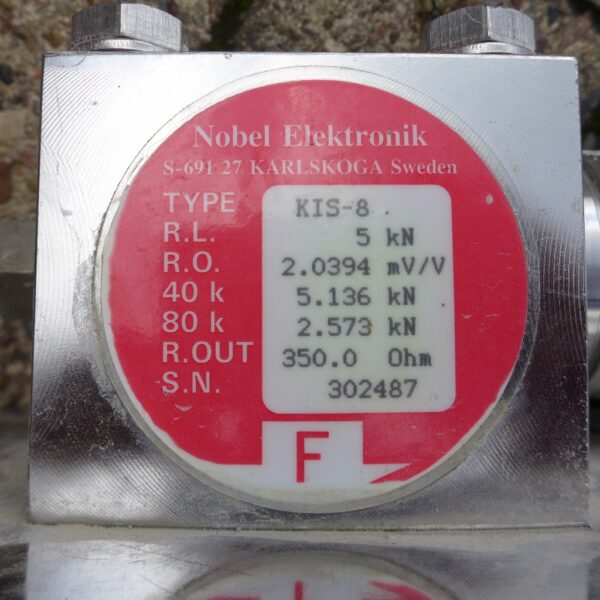 Nobel Elektronik
S-691 27 KARLSKOGA Sweden
TYPE KIS-8
R.L. 5 kN
R.O. 2.0394 mV/V
40 k 5.136 kN
80 k 2.573 kN
R.OUT 350.0 Ohm
S.N. 302487
F